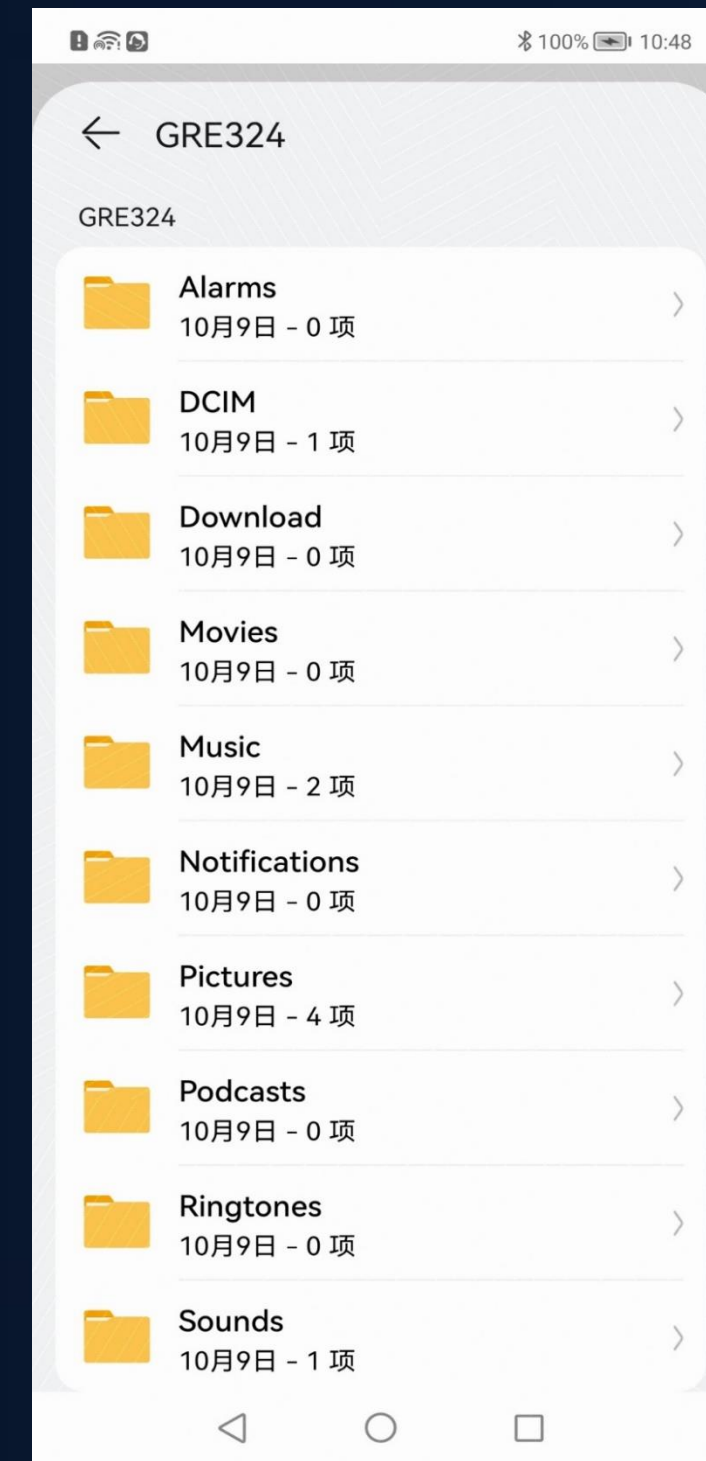 100% 10:48
GRE324
GRE324
Alarms
10月9日 - 0 项
DCIM
10月9日 - 1 项
Download
10月9日 - 0 项
Movies
10月9日 - 0 项
Music
10月9日 - 2 项
Notifications
10月9日 - 0 项
Pictures
10月9日 - 4 项
Podcasts
10月9日 - 0 项
Ringtones
10月9日 - 0 项
Sounds
10月9日 - 1 项